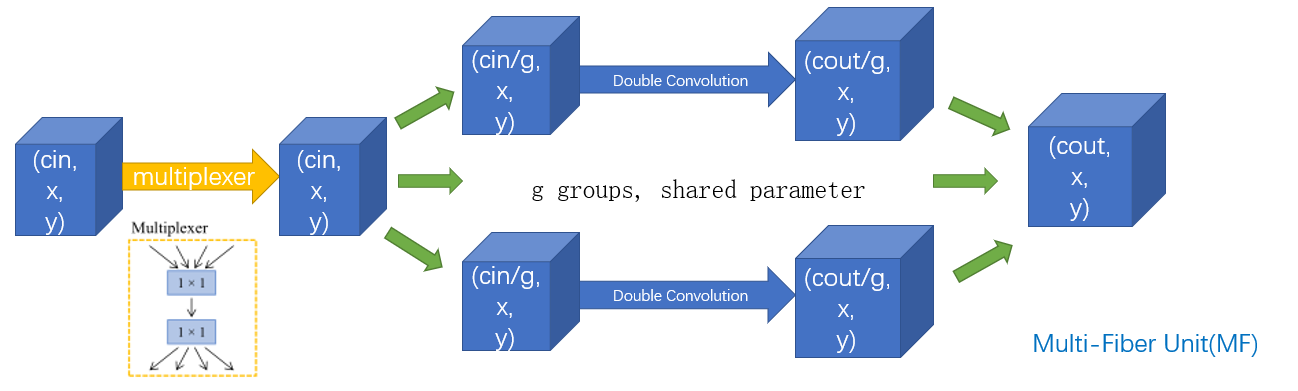 (cin,
x,
y)
multiplexer
Multiplexer
1 × 1
1 × 1
(cin,
x,
y)
(cin/g,
x,
y)
Double Convolution
(cout/g,
x,
y)
g groups, shared parameter
(cin/g,
x,
y)
Double Convolution
(cout/g,
x,
y)
(cout,
x,
y)
Multi-Fiber Unit(MF)